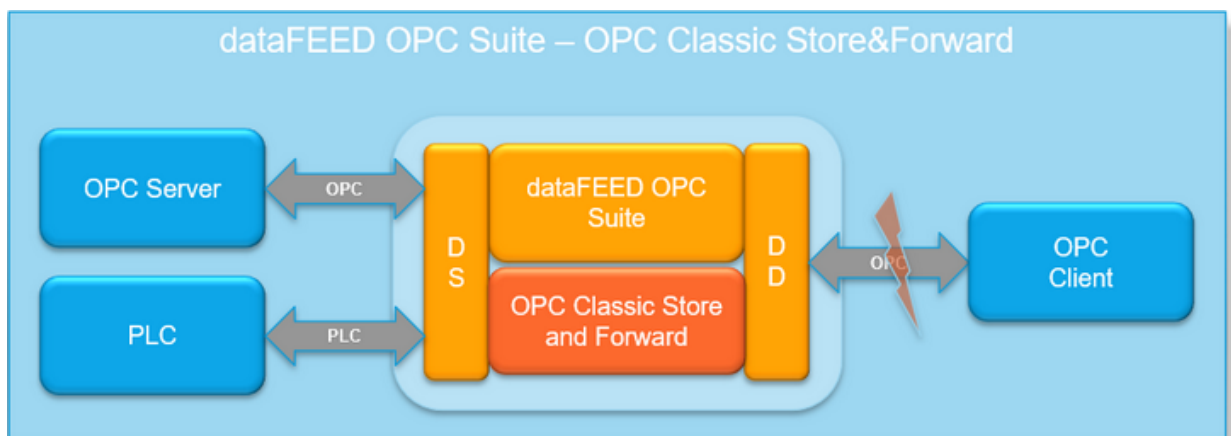 dataFEED OPC Suite – OPC Classic Store&Forward
OPC Server
OPC
PLC
PLC
D
S
dataFEED OPC
Suite
OPC Classic Store
and Forward
D
D
OPC
OPC
Client